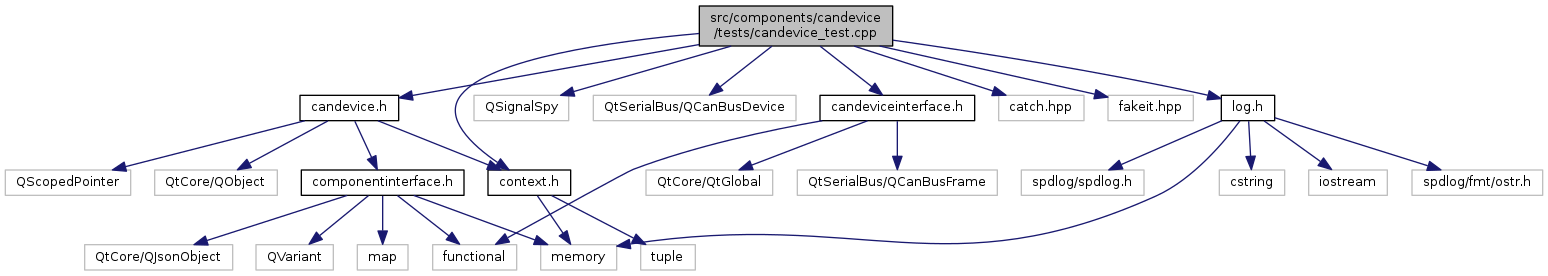 src/components/candevice
/tests/candevice_test.cpp
candevice.h
QSignalSpy
QtSerialBus/QCanBusDevice
candeviceinterface.h
catch.hpp
fakeit.hpp
log.h
QScopedPointer
QtCore/QObject
componentinterface.h
context.h
QtCore/QtGlobal
QtSerialBus/QCanBusFrame
spdlog/spdlog.h
cstring
iostream
spdlog/fmt/ostr.h
QtCore/QJsonObject
QVariant
map
functional
memory
tuple